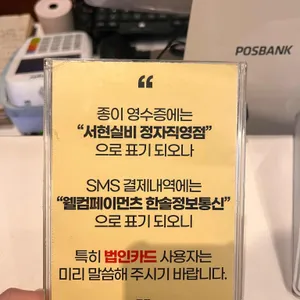 POSBANK
“
종이 영수증에는
“서현실비 정자직영점”
으로 표기 되오나
SMS 결제내역에는
“웰컴페이먼츠 한솔정보통신”
으로 표기 되오니
특히 법인카드 사용자는
미리 말씀해 주시기 바랍니다.
”